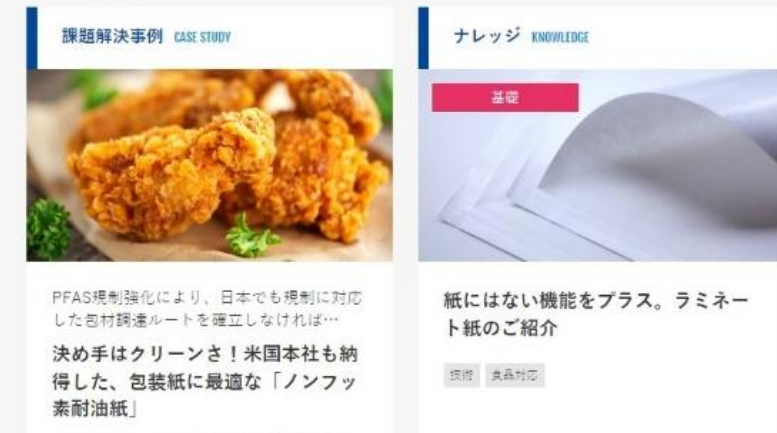 課題解決事例 CASE STUDY
PFAS規制強化により、日本でも規制に対応
した包材調達ルートを確立しなければ…
決め手はクリーンさ！米国本社も納
得した、包装紙に最適な「ノンフッ
素耐油紙」
ナレッジ KNOWLEDGE
基礎
紙にはない機能をプラス。ラミネー
ト紙のご紹介
技術 食品対応